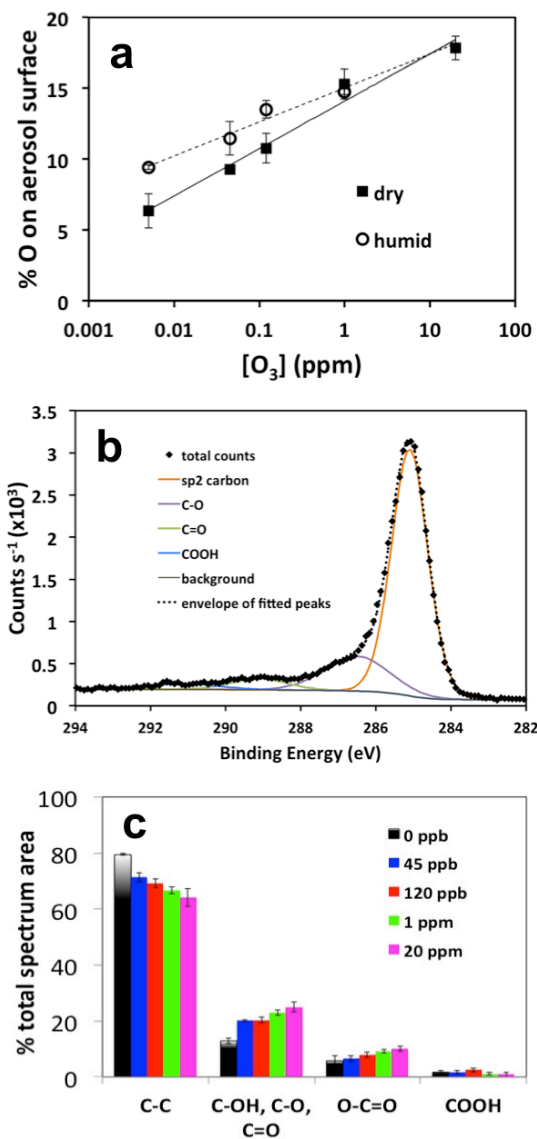 a
% O on aerosol surface
20
15
10
5
0
dry
humid
0.001 0.01 0.1 1 10 100
[O3] (ppm)
b
Counts s-1 (x10³)
3.5
3
2.5
2
1.5
1
0.5
0
total counts
sp2 carbon
C-O
C=O
COOH
background
envelope of fitted peaks
294 292 290 288 286 284 282
Binding Energy (eV)
c
% total spectrum area
100
80
60
40
20
0
0 ppb
45 ppb
120 ppb
1 ppm
20 ppm
C-C C-OH, C-O, O-C=O COOH
C=O